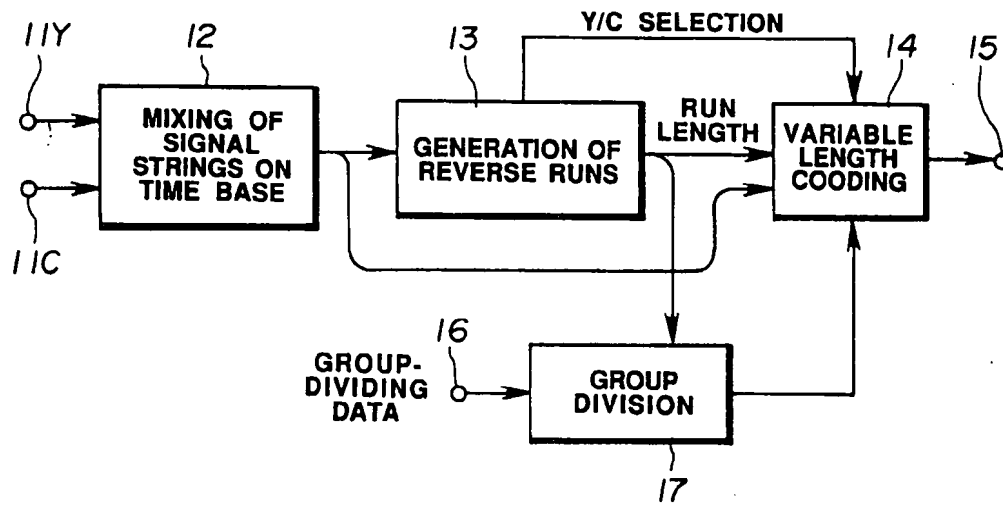 11Y
12
MIXING OF
SIGNAL
STRINGS ON
TIME BASE
11C
13
GENERATION OF
REVERSE RUNS
Y/C SELECTION
RUN
LENGTH
14
VARIABLE
LENGTH
COODING
15
16
GROUP-
DIVIDING
DATA
GROUP
DIVISION
17